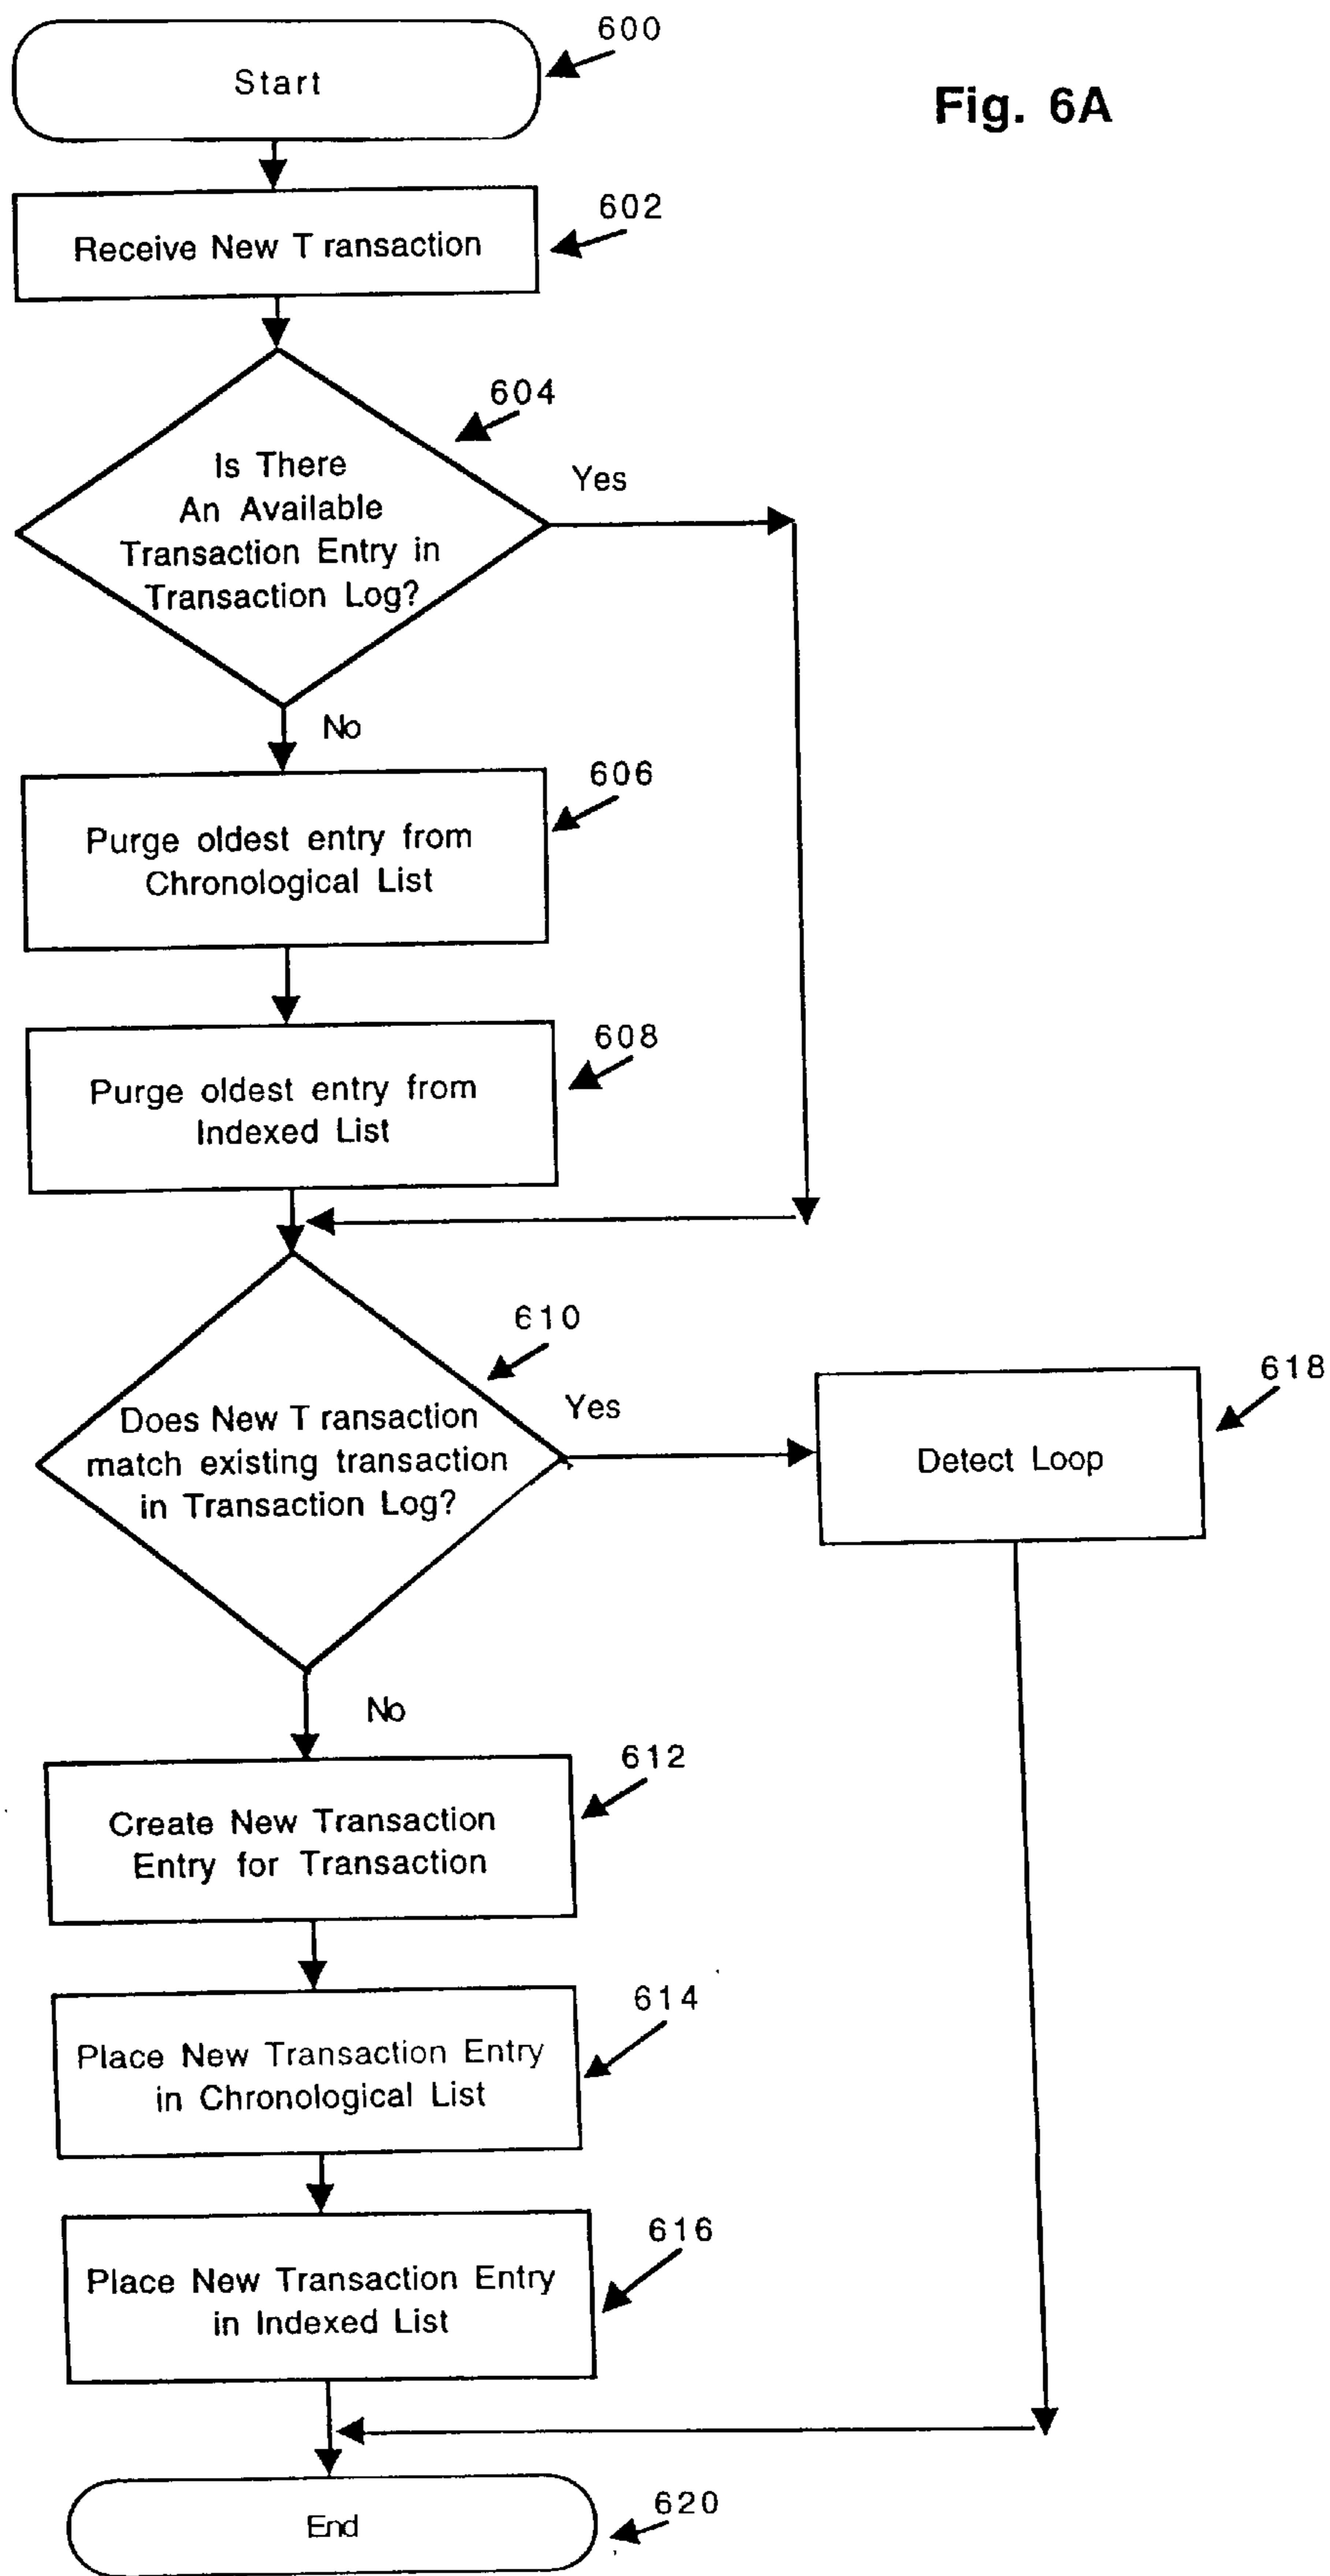 600
Start
Fig. 6A
602
Receive New Transaction
604
Is There
An Available
Transaction Entry in
Transaction Log?
Yes
No
606
Purge oldest entry from
Chronological List
608
Purge oldest entry from
Indexed List
610
Does New Transaction
match existing transaction
in Transaction Log?
Yes
618
Detect Loop
No
612
Create New Transaction
Entry for Transaction
614
Place New Transaction Entry
in Chronological List
616
Place New Transaction Entry
in Indexed List
End
620